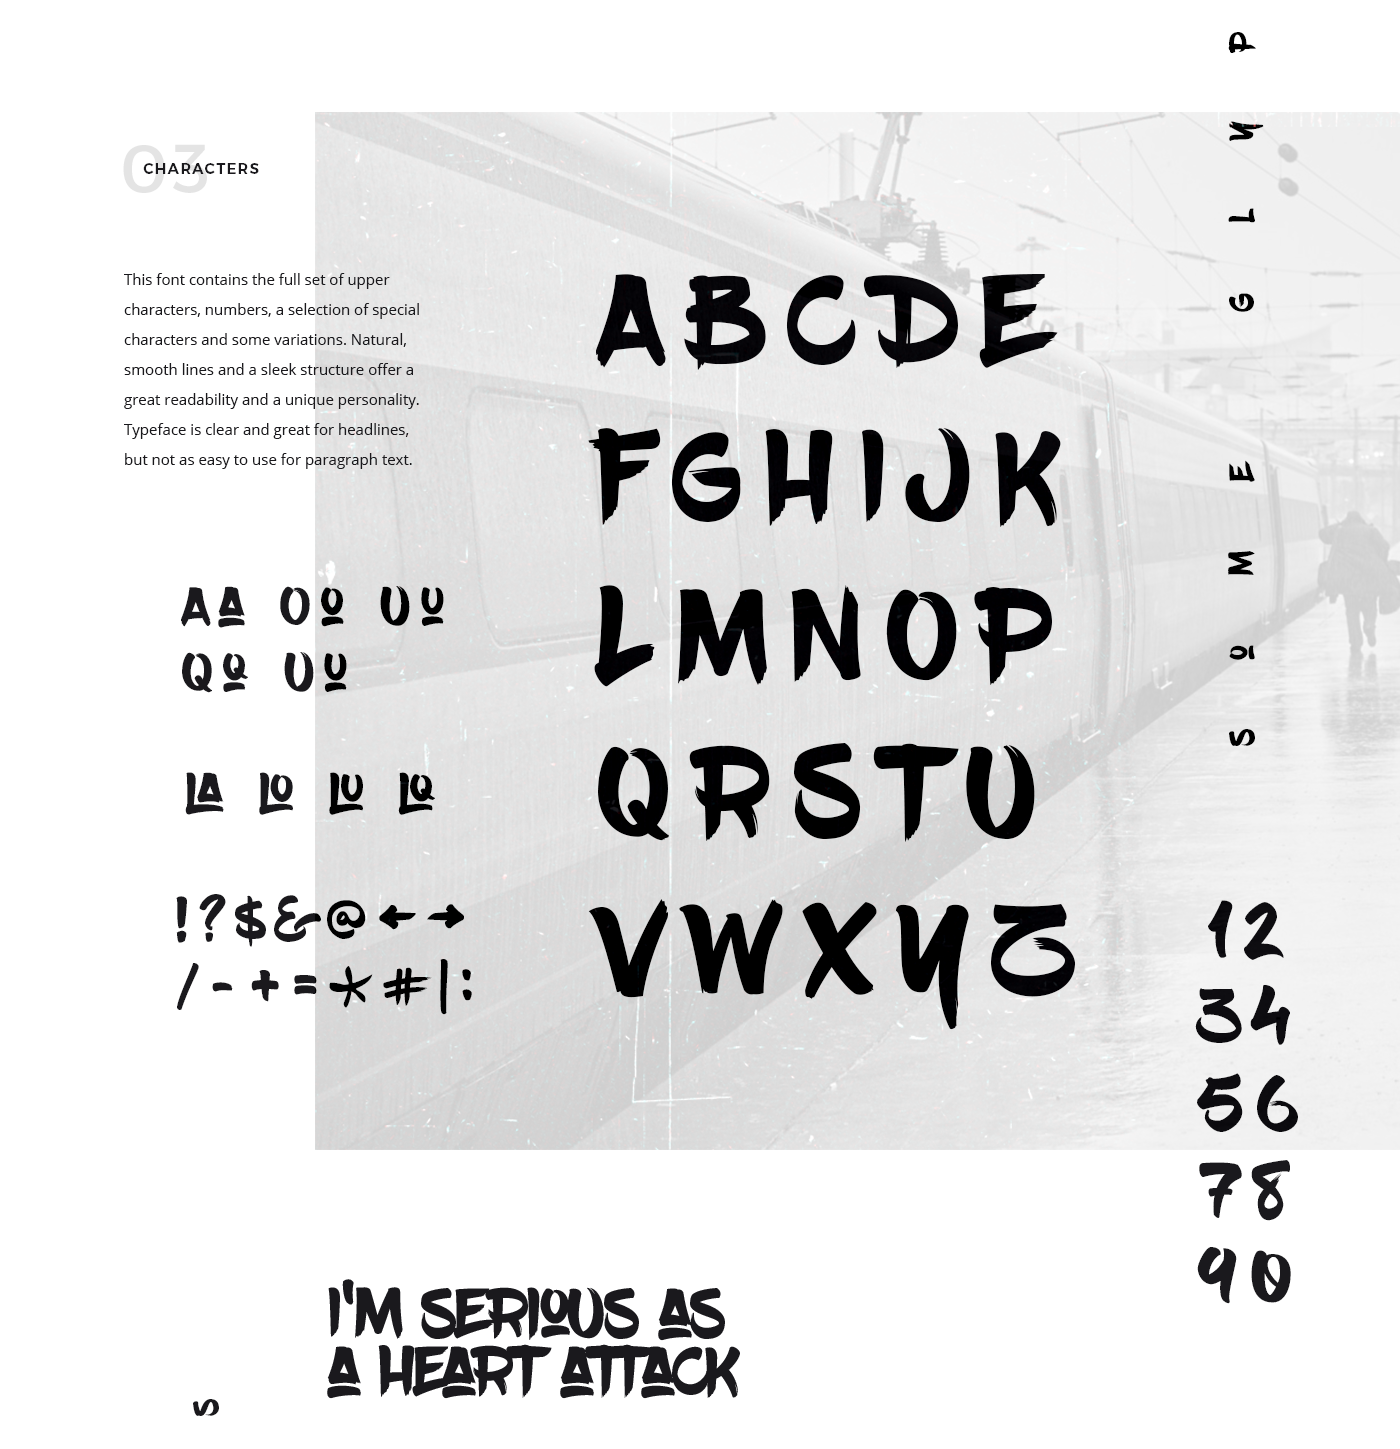 03
CHARACTERS
This font contains the full set of upper
characters, numbers, a selection of special
characters and some variations. Natural,
smooth lines and a sleek structure offer a
great readability and a unique personality.
Typeface is clear and great for headlines,
but not as easy to use for paragraph text.
AA OO UU
QQ UU
LA LO LU LQ
!?$&@←→
/-+=*#|:
ABCDE
FGHIJK
LMNOP
QRSTU
VWXYZ
SOME GLYP
12
34
56
78
90
I'M SERIOUS AS
A HEART ATTACK
S